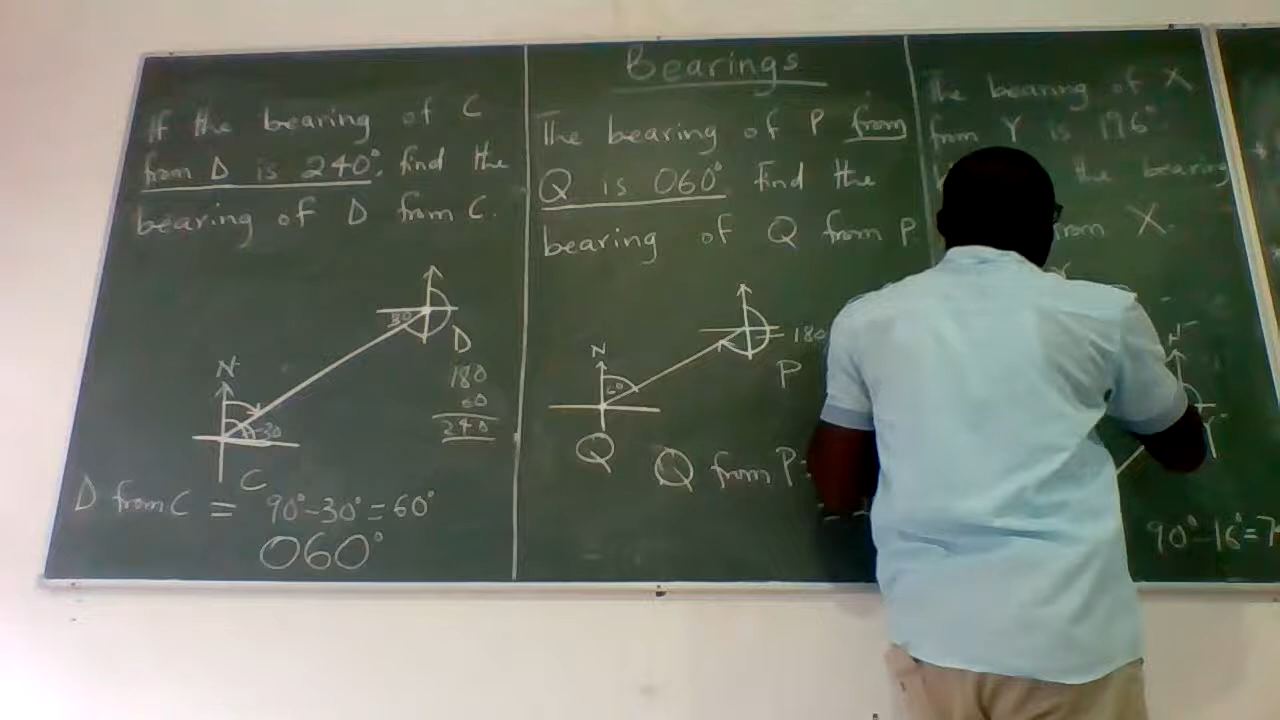 Bearings
If the bearing of C
from D is 240°, find the
bearing of D from C.
30
D
180
60
240
N
30
C
D from C = 90° - 30° = 60°
060°
The bearing of P from
Q is 060° Find the
bearing of Q from P.
N
60
180
P
Q
Q from P
The bearing of X
from Y is 196°
the bearing
from X.
N
Y
90° - 16° = 7